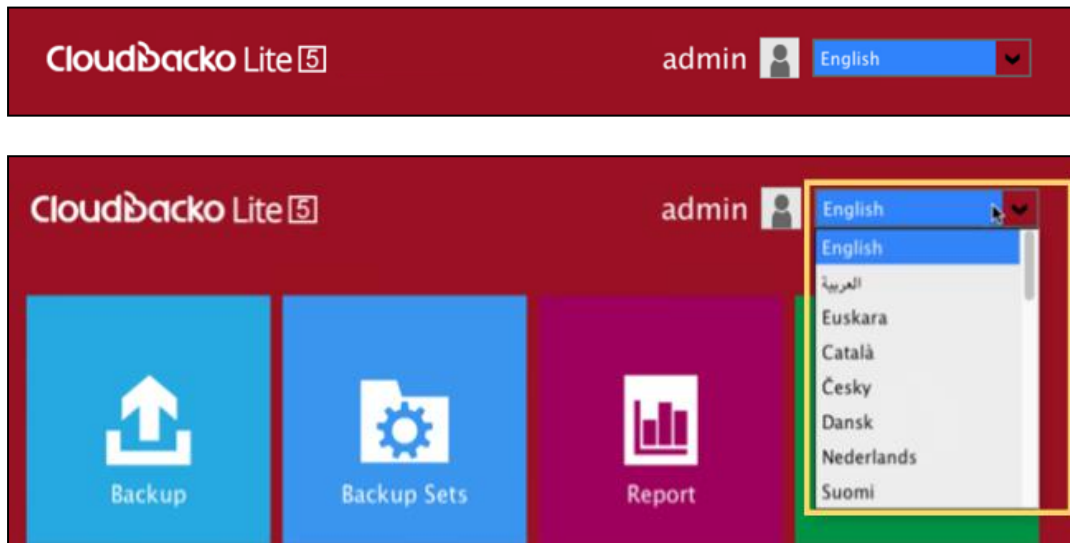 Cloudbacko Lite 5
admin
English
Cloudbacko Lite 5
admin
English
English
العربية
Euskara
Català
Česky
Dansk
Nederlands
Suomi
Backup
Backup Sets
Report